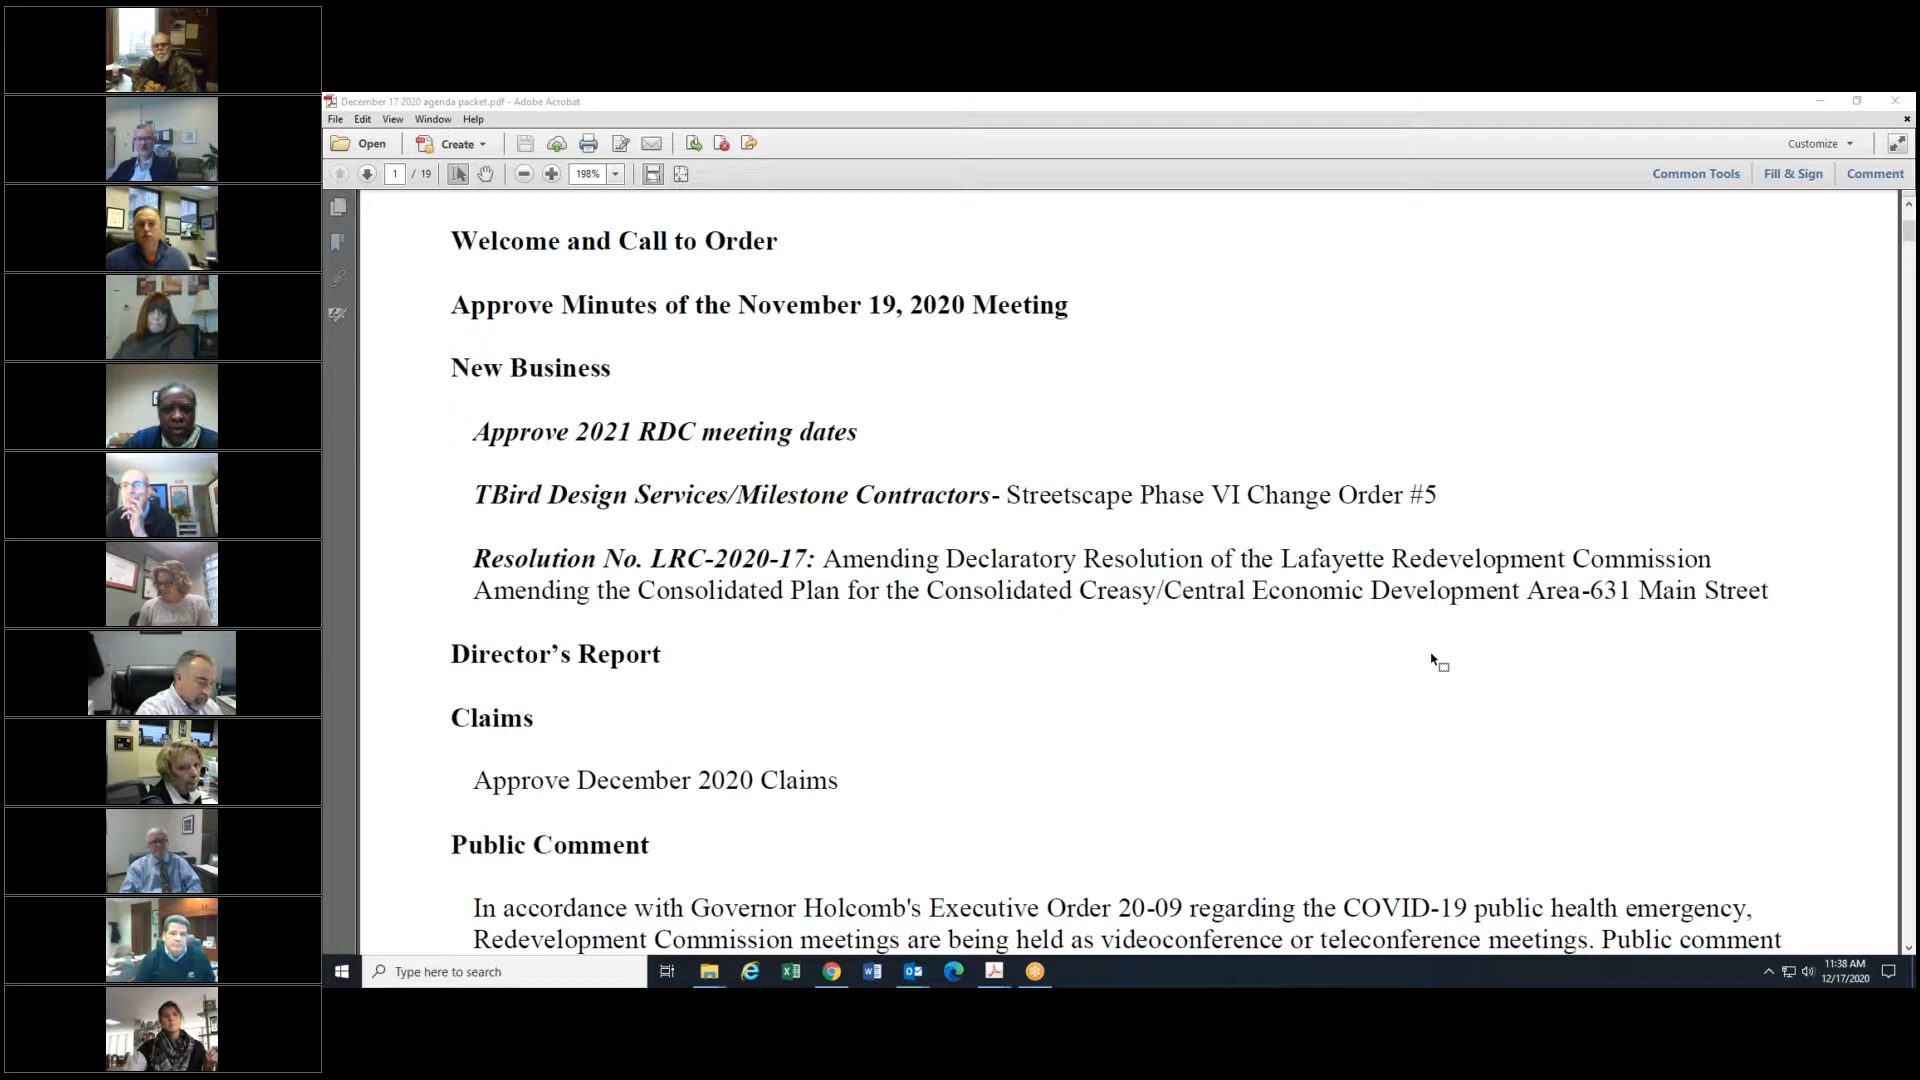 December 17 2020 agenda packet.pdf - Adobe Acrobat
File Edit View Window Help
Open Create Customize
1 / 19 198% Common Tools Fill & Sign Comment
Welcome and Call to Order
Approve Minutes of the November 19, 2020 Meeting
New Business
Approve 2021 RDC meeting dates
TBird Design Services/Milestone Contractors- Streetscape Phase VI Change Order #5
Resolution No. LRC-2020-17: Amending Declaratory Resolution of the Lafayette Redevelopment Commission
Amending the Consolidated Plan for the Consolidated Creasy/Central Economic Development Area-631 Main Street
Director’s Report
Claims
Approve December 2020 Claims
Public Comment
In accordance with Governor Holcomb's Executive Order 20-09 regarding the COVID-19 public health emergency,
Redevelopment Commission meetings are being held as videoconference or teleconference meetings. Public comment
Type here to search
11:38 AM
12/17/2020